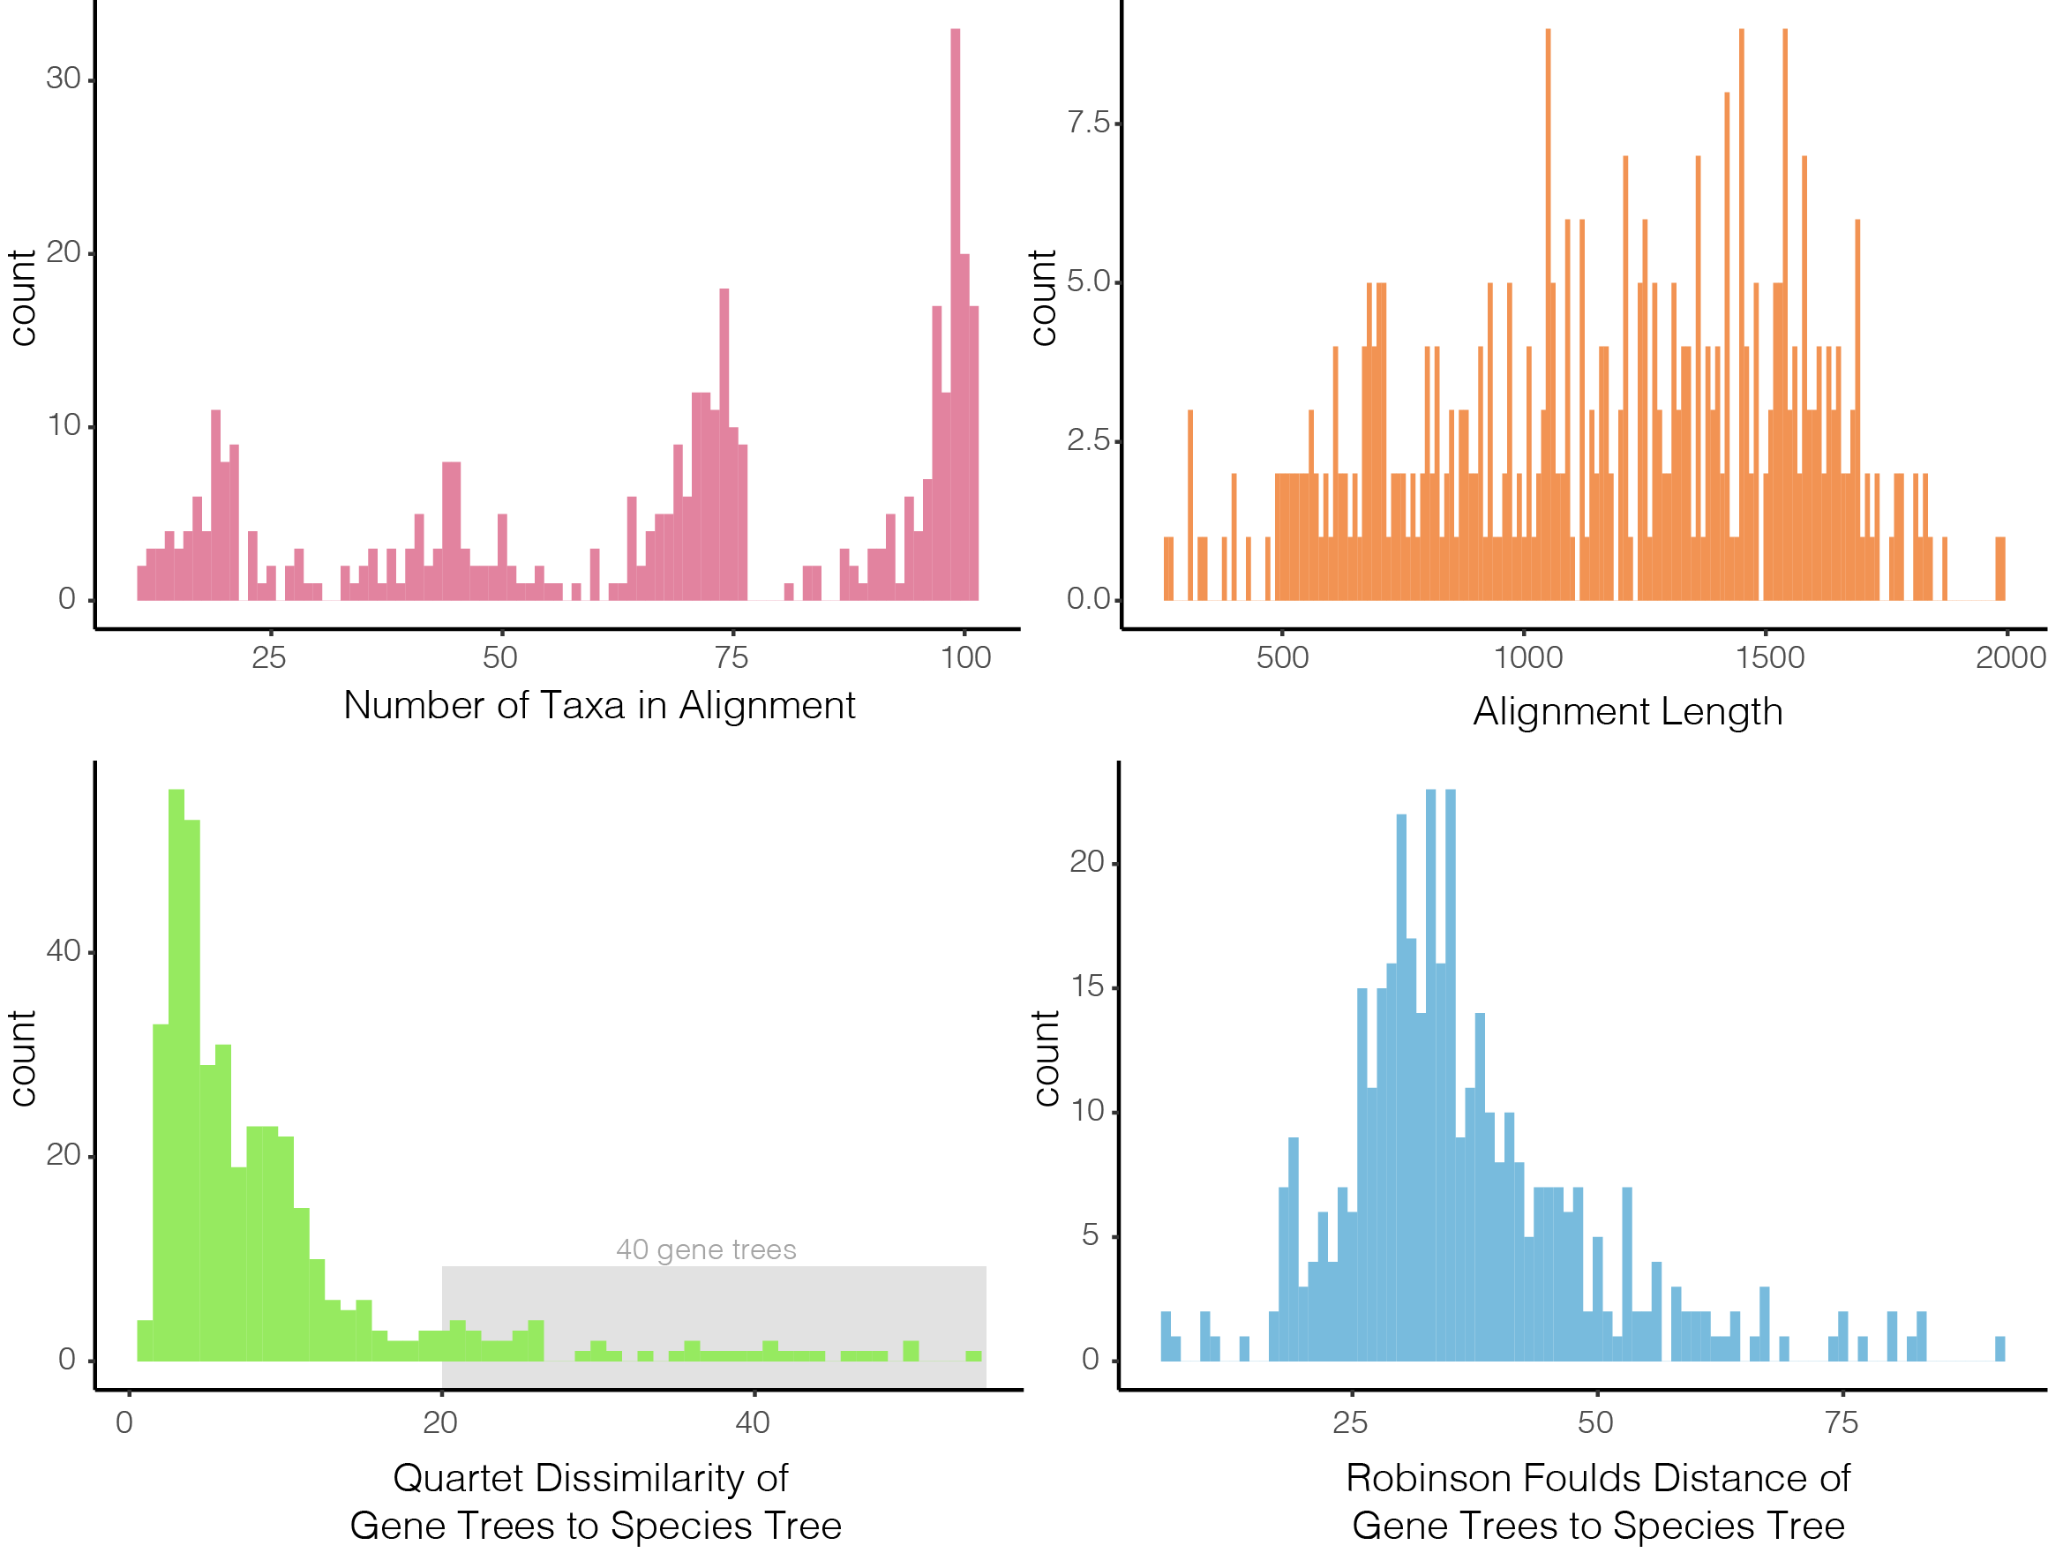 30
20
10
0
count
25 50 75 100
Number of Taxa in Alignment
7.5
5.0
2.5
0.0
count
500 1000 1500 2000
Alignment Length
40
20
0
count
40 gene trees
0 20 40
Quartet Dissimilarity of
Gene Trees to Species Tree
20
15
10
5
0
count
25 50 75
Robinson Foulds Distance of
Gene Trees to Species Tree